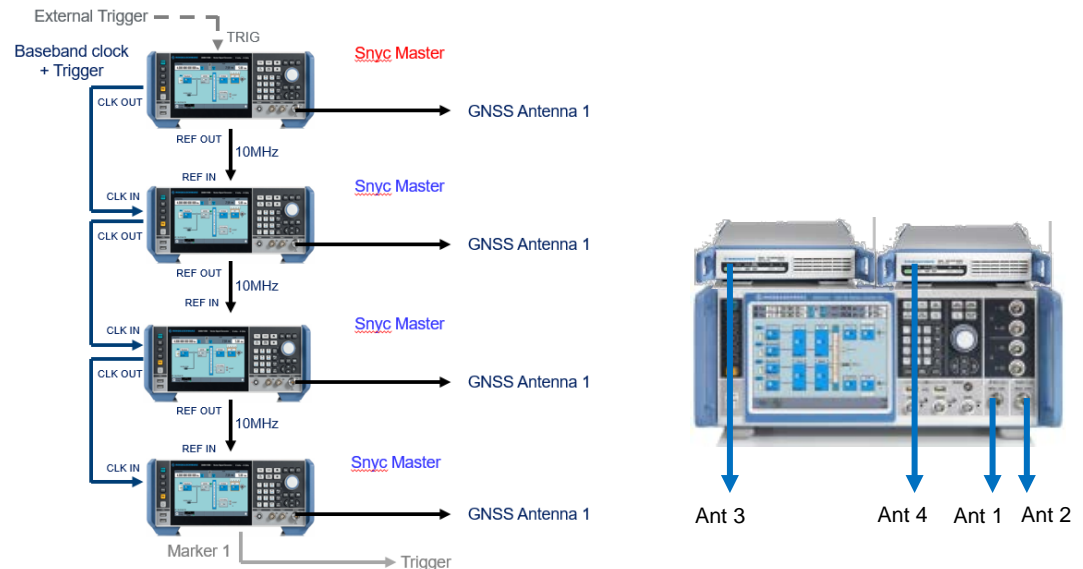 External Trigger
TRIG
Baseband clock
+ Trigger
Snyc Master
CLK OUT
GNSS Antenna 1
REF OUT
10MHz
REF IN
Snyc Master
CLK IN
CLK OUT
GNSS Antenna 1
REF OUT
10MHz
REF IN
Snyc Master
CLK IN
CLK OUT
GNSS Antenna 1
REF OUT
10MHz
REF IN
Snyc Master
CLK IN
GNSS Antenna 1
Marker 1
Trigger
Ant 3
Ant 4
Ant 1
Ant 2